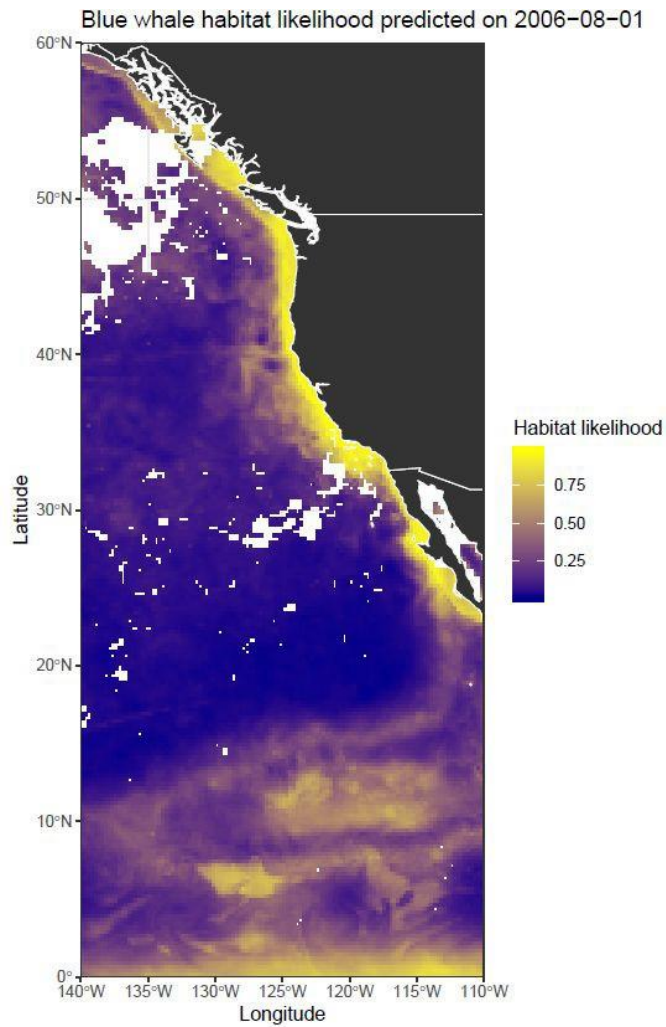 Blue whale habitat likelihood predicted on 2006−08−01
60°N
50°N
40°N
30°N
20°N
10°N
0°
Latitude
140°W 135°W 130°W 125°W 120°W 115°W 110°W
Longitude
Habitat likelihood
0.75
0.50
0.25